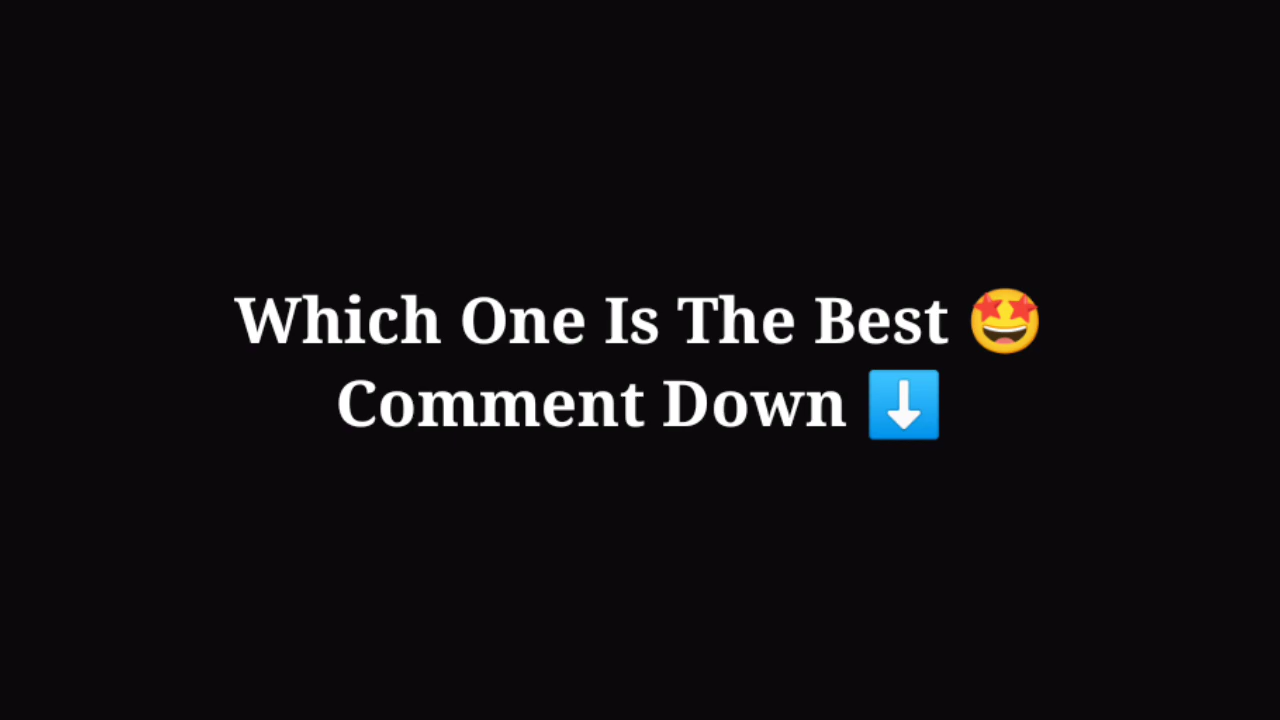 Which One Is The Best 🤩
Comment Down ⬇️